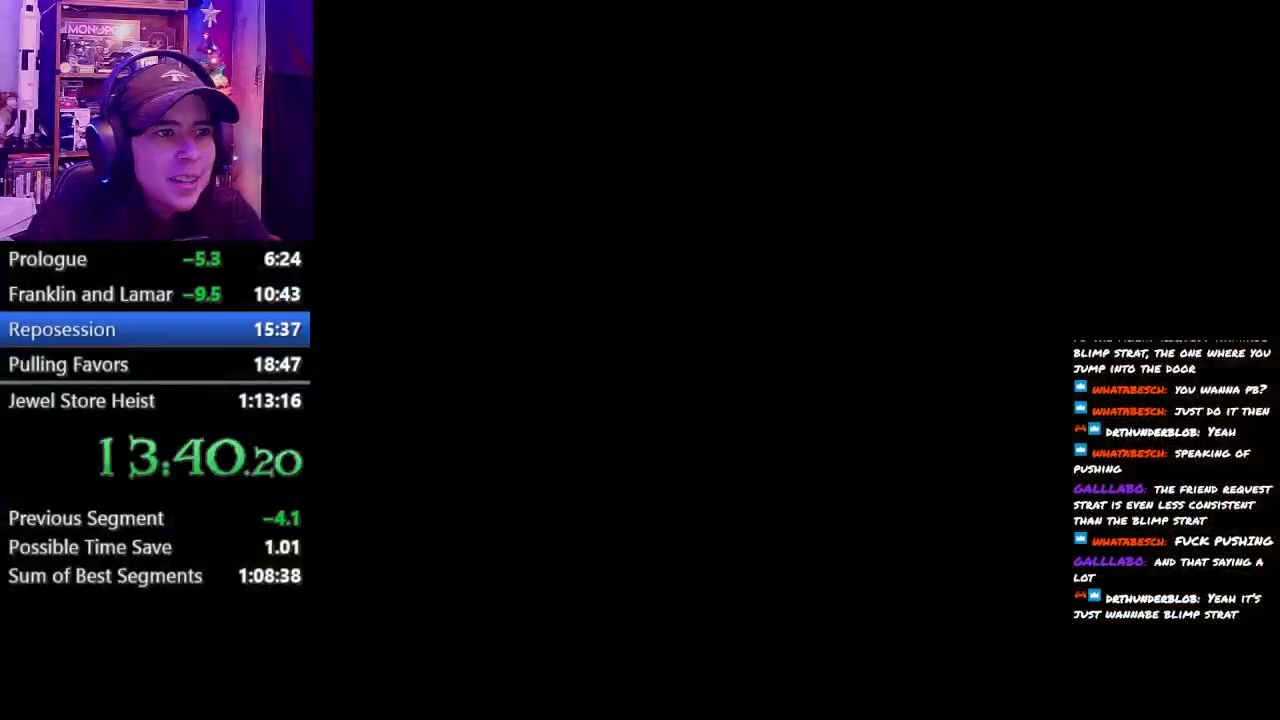 MONOPO
Prologue −5.3 6:24
Franklin and Lamar −9.5 10:43
Reposession 15:37
Pulling Favors 18:47
Jewel Store Heist 1:13:16
13:40.20
Previous Segment −4.1
Possible Time Save 1.01
Sum of Best Segments 1:08:38
BLIMP STRAT, THE ONE WHERE YOU
JUMP INTO THE DOOR
WHATABESCH: YOU WANNA PB?
WHATABESCH: JUST DO IT THEN
DRTHUNDERBLOB: YEAH
WHATABESCH: SPEAKING OF
PUSHING
GALLLABO: THE FRIEND REQUEST
STRAT IS EVEN LESS CONSISTENT
THAN THE BLIMP STRAT
WHATABESCH: FUCK PUSHING
GALLLABO: AND THAT SAYING A
LOT
DRTHUNDERBLOB: YEAH IT'S
JUST WANNABE BLIMP STRAT